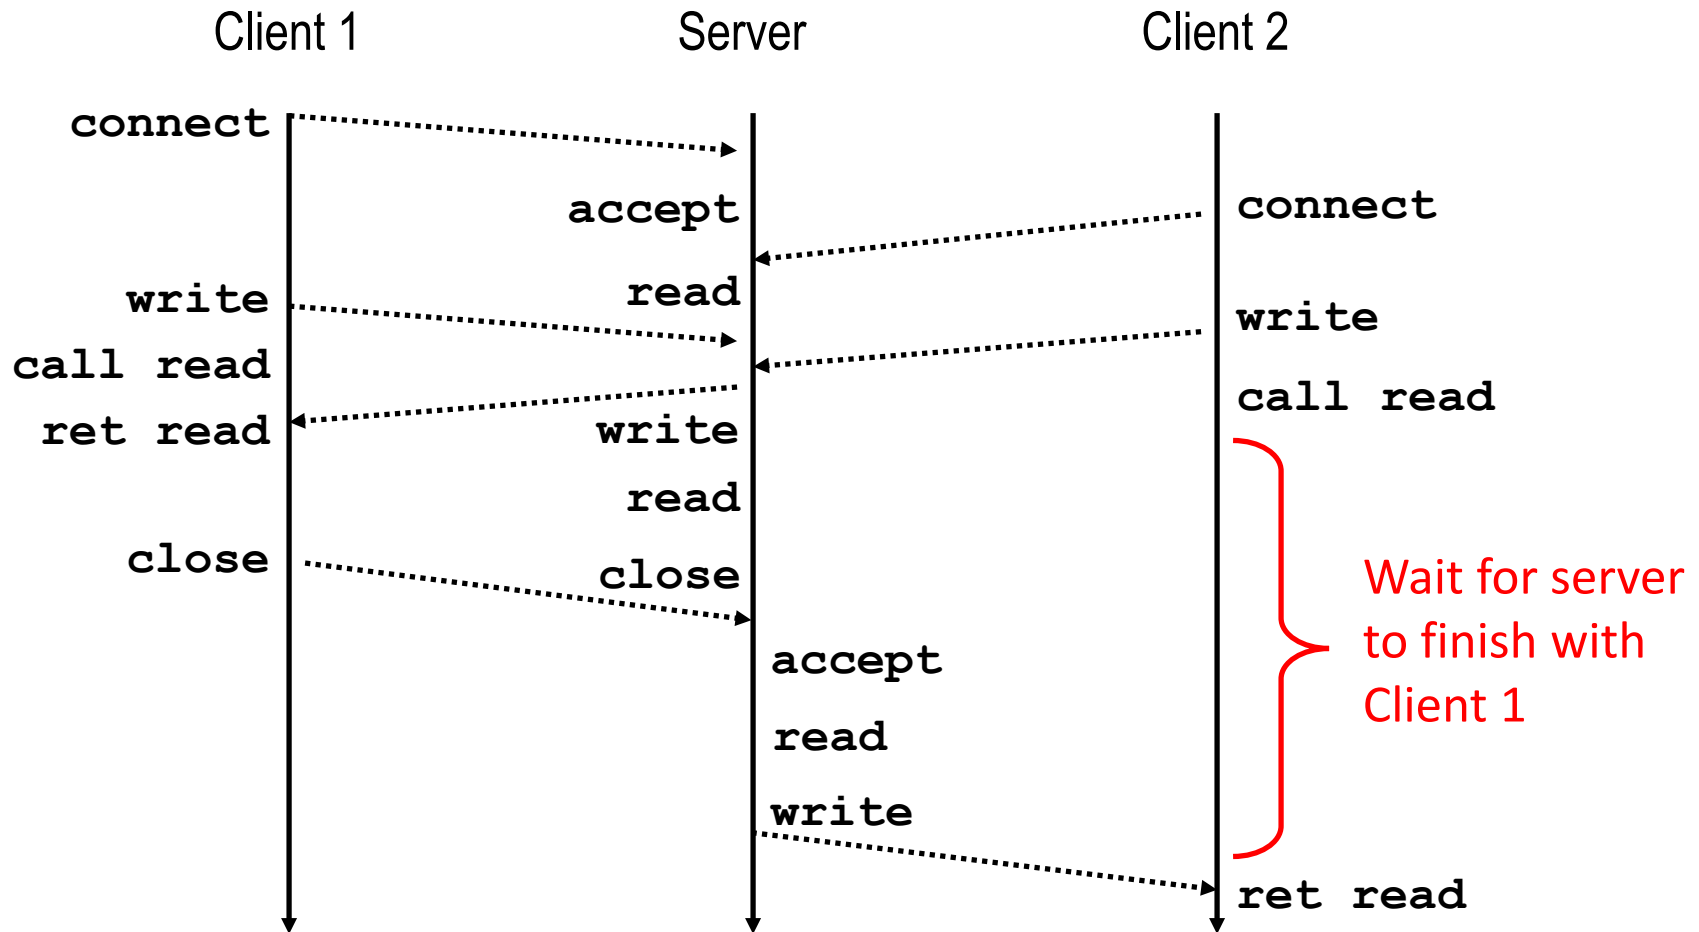 Client 1
Server
Client 2
connect
accept
connect
read
write
write
call read
call read
ret read
write
read
close
close
Wait for server
to finish with
Client 1
accept
read
write
ret read